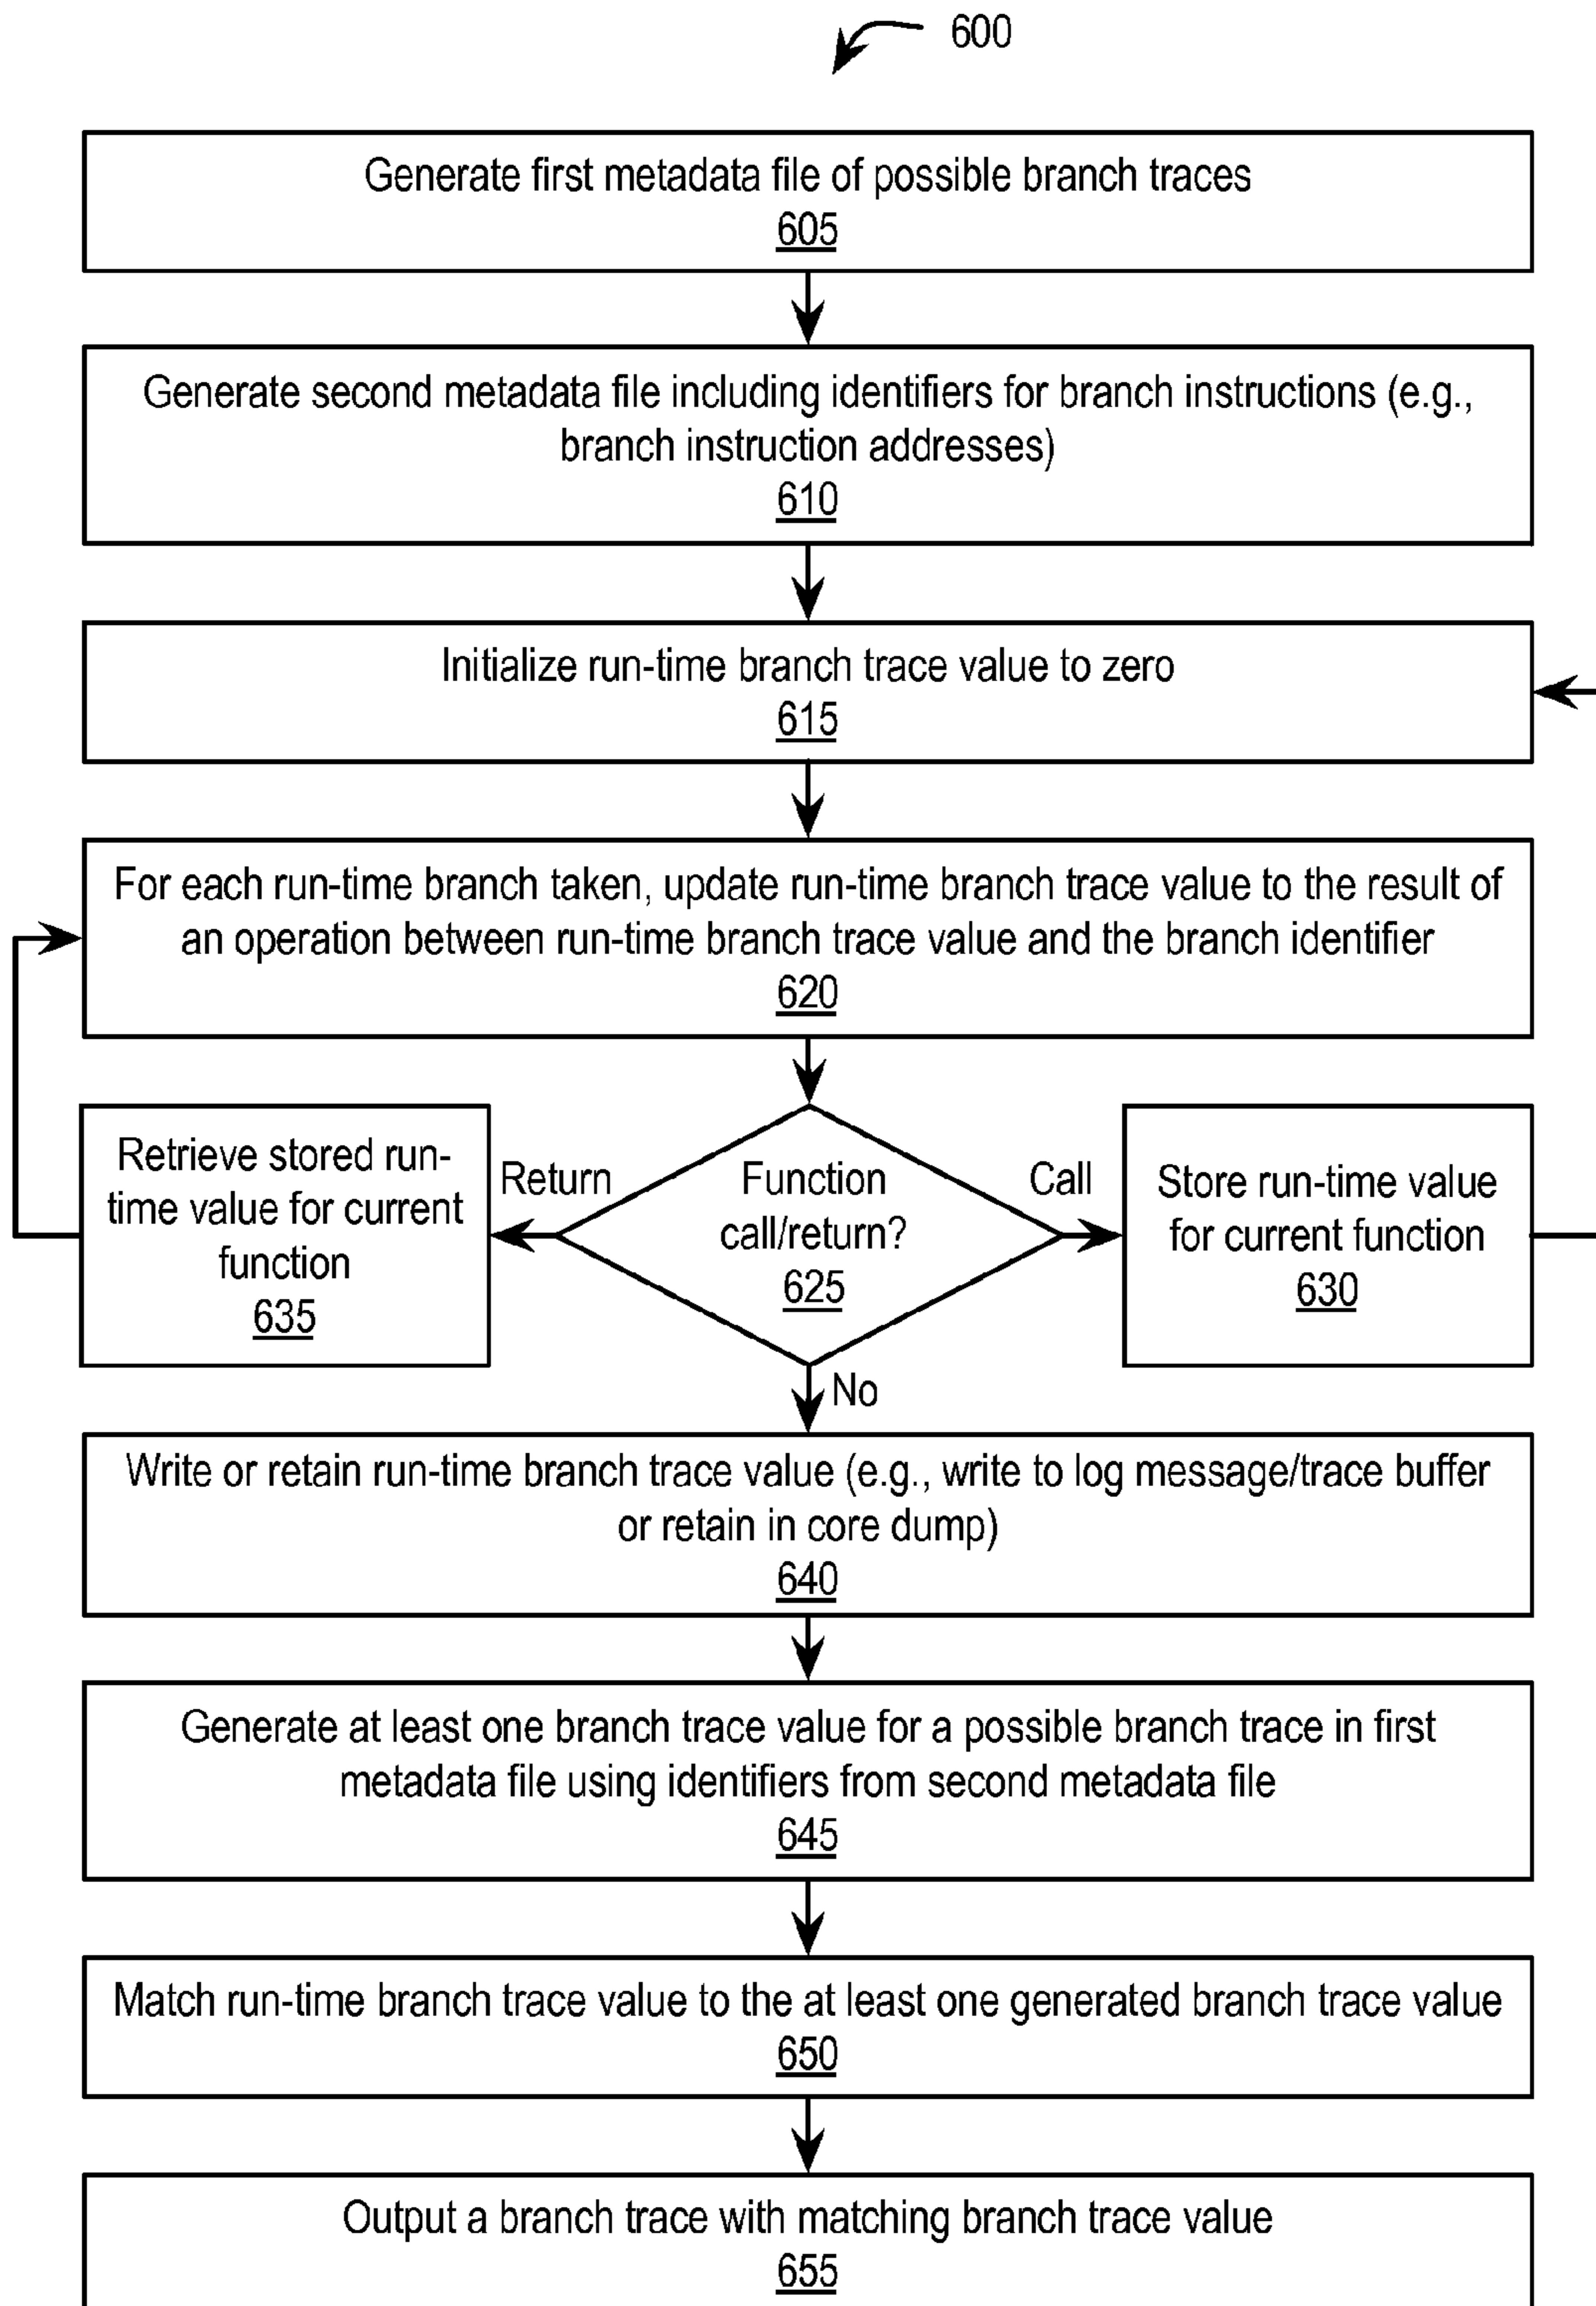 600
Generate first metadata file of possible branch traces
605
Generate second metadata file including identifiers for branch instructions (e.g.,
branch instruction addresses)
610
Initialize run-time branch trace value to zero
615
For each run-time branch taken, update run-time branch trace value to the result of
an operation between run-time branch trace value and the branch identifier
620
Retrieve stored run-
time value for current
function
635
Return
Function
call/return?
625
Call
Store run-time value
for current function
630
No
Write or retain run-time branch trace value (e.g., write to log message/trace buffer
or retain in core dump)
640
Generate at least one branch trace value for a possible branch trace in first
metadata file using identifiers from second metadata file
645
Match run-time branch trace value to the at least one generated branch trace value
650
Output a branch trace with matching branch trace value
655